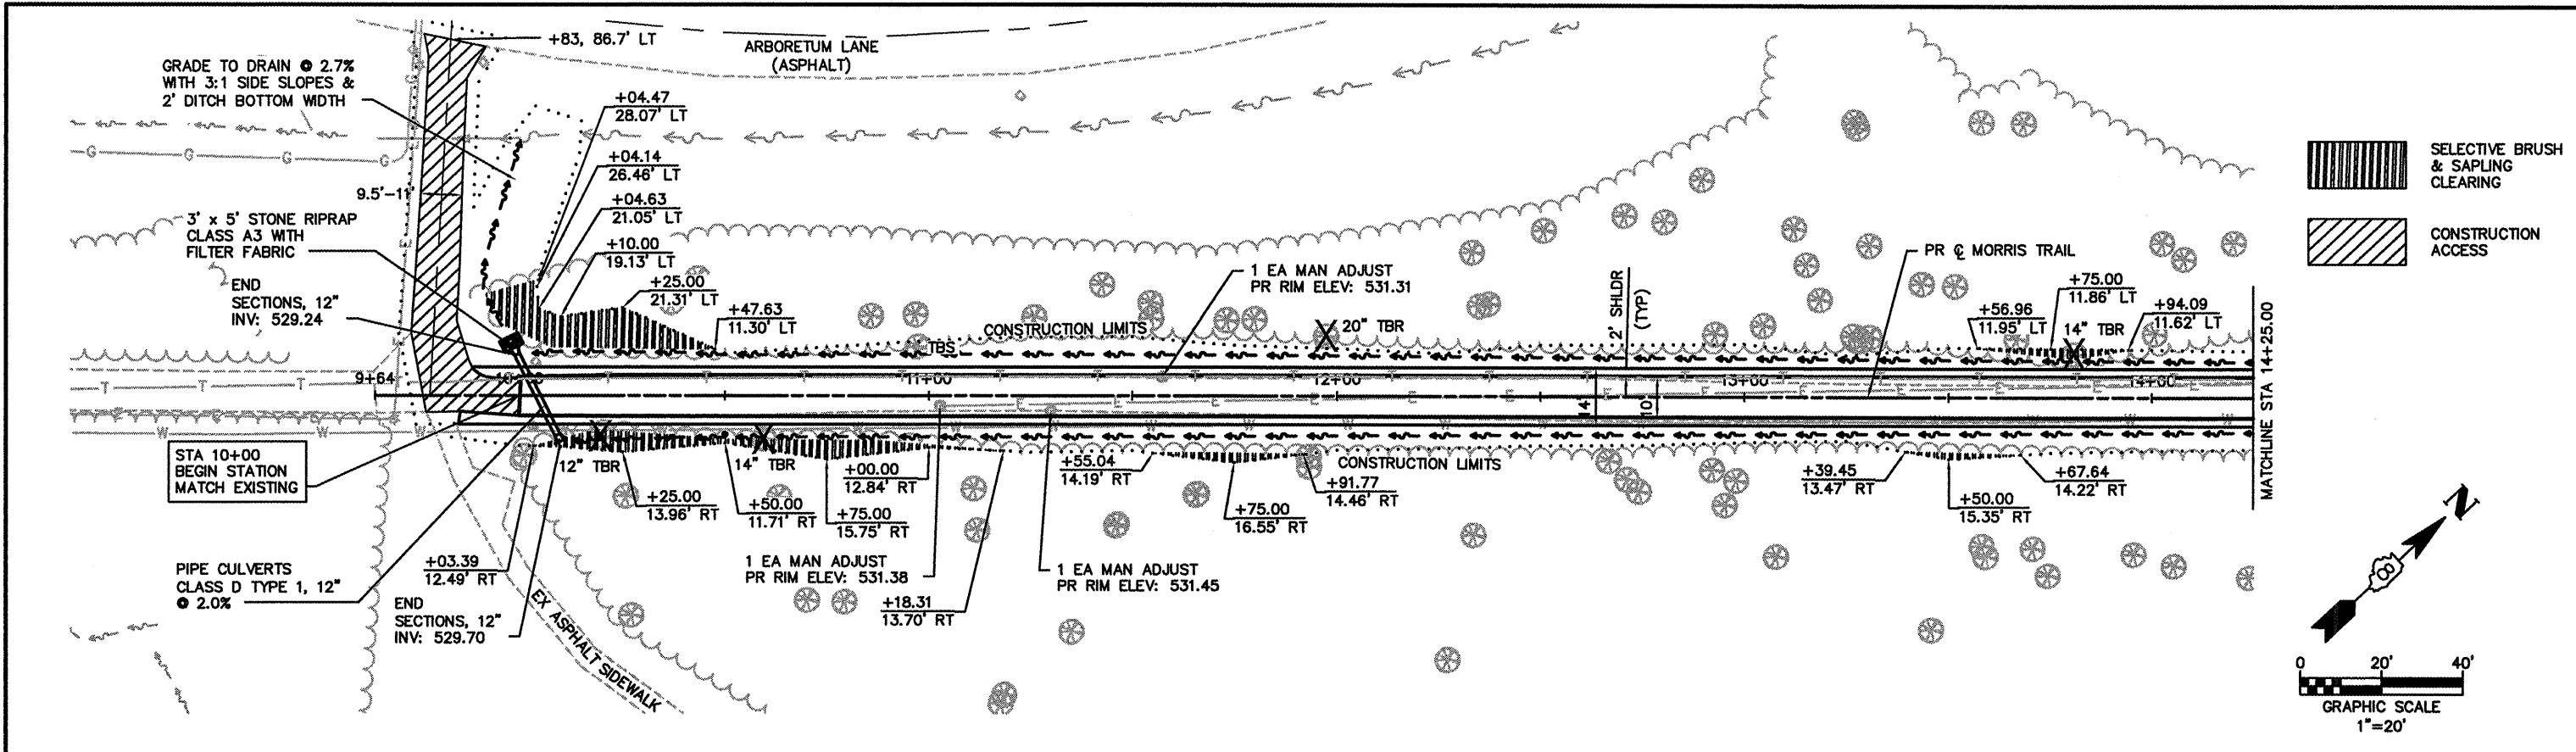 +83, 86.7' LT
ARBORETUM LANE
(ASPHALT)
GRADE TO DRAIN @ 2.7%
WITH 3:1 SIDE SLOPES &
2' DITCH BOTTOM WIDTH
+04.47
28.07' LT
+04.14
26.46' LT
+04.63
21.05' LT
+10.00
19.13' LT
G
G
G
G
G
9.5'-11'
3' x 5' STONE RIPRAP
CLASS A3 WITH
FILTER FABRIC
END
SECTIONS, 12"
INV: 529.24
+25.00
21.31' LT
+47.63
11.30' LT
1 EA MAN ADJUST
PR RIM ELEV: 531.31
CONSTRUCTION LIMITS
TBS
20" TBR
2' SHLDR
(TYP)
PR ℄ MORRIS TRAIL
+56.96
11.95' LT
+75.00
11.86' LT
14" TBR
+94.09
11.62' LT
SELECTIVE BRUSH
& SAPLING
CLEARING
CONSTRUCTION
ACCESS
MATCHLINE STA 14+25.00
T T T
9+64
11+00
12+00
13+00
14+00
14'
10'
E E E E E E E
W W W W W W W
STA 10+00
BEGIN STATION
MATCH EXISTING
12" TBR
14" TBR
+25.00
13.96' RT
+50.00
11.71' RT
+75.00
15.75' RT
+00.00
12.84' RT
+55.04
14.19' RT
+75.00
16.55' RT
+91.77
14.46' RT
CONSTRUCTION LIMITS
+39.45
13.47' RT
+50.00
15.35' RT
+67.64
14.22' RT
PIPE CULVERTS
CLASS D TYPE 1, 12"
@ 2.0%
+03.39
12.49' RT
END
SECTIONS, 12"
INV: 529.70
EX ASPHALT SIDEWALK
1 EA MAN ADJUST
PR RIM ELEV: 531.38
+18.31
13.70' RT
1 EA MAN ADJUST
PR RIM ELEV: 531.45
N
0 20' 40'
GRAPHIC SCALE
1"=20'